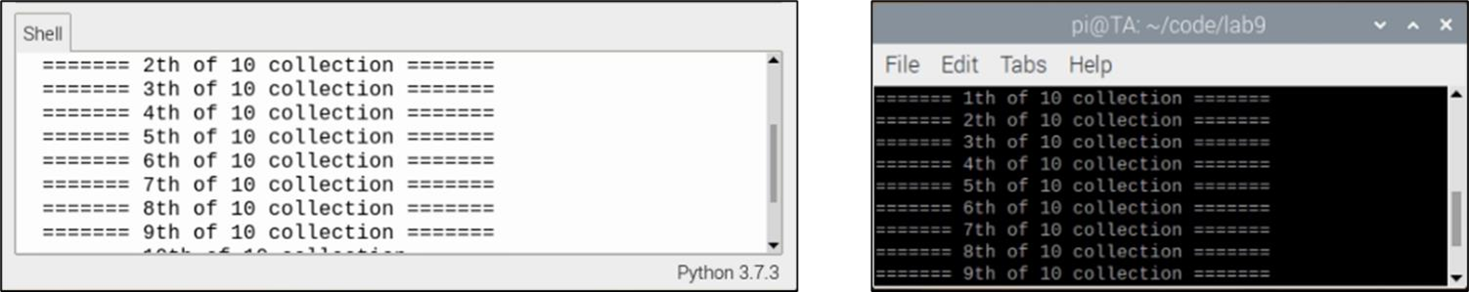 Shell
======= 2th of 10 collection =======
======= 3th of 10 collection =======
======= 4th of 10 collection =======
======= 5th of 10 collection =======
======= 6th of 10 collection =======
======= 7th of 10 collection =======
======= 8th of 10 collection =======
======= 9th of 10 collection =======
10th of 10 collection
Python 3.7.3
pi@TA: ~/code/lab9
File Edit Tabs Help
======= 1th of 10 collection =======
======= 2th of 10 collection =======
======= 3th of 10 collection =======
======= 4th of 10 collection =======
======= 5th of 10 collection =======
======= 6th of 10 collection =======
======= 7th of 10 collection =======
======= 8th of 10 collection =======
======= 9th of 10 collection =======